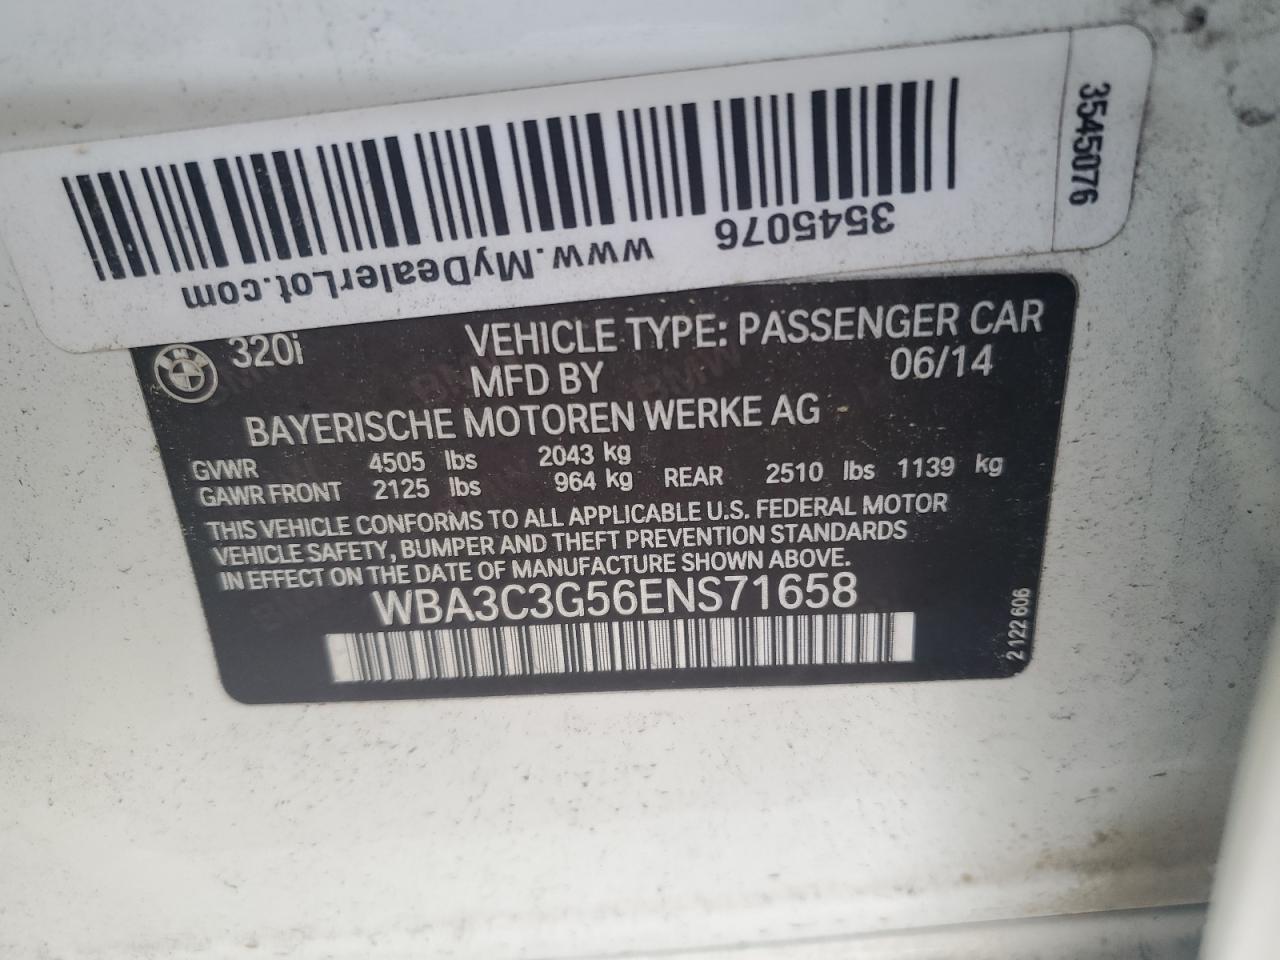 3545076
3545076
www.MyDealerLot.com
320i
VEHICLE TYPE: PASSENGER CAR
MFD BY 06/14
BAYERISCHE MOTOREN WERKE AG
GVWR 4505 lbs 2043 kg
GAWR FRONT 2125 lbs 964 kg REAR 2510 lbs 1139 kg
THIS VEHICLE CONFORMS TO ALL APPLICABLE U.S. FEDERAL MOTOR
VEHICLE SAFETY, BUMPER AND THEFT PREVENTION STANDARDS
IN EFFECT ON THE DATE OF MANUFACTURE SHOWN ABOVE.
WBA3C3G56ENS71658
2 122 606